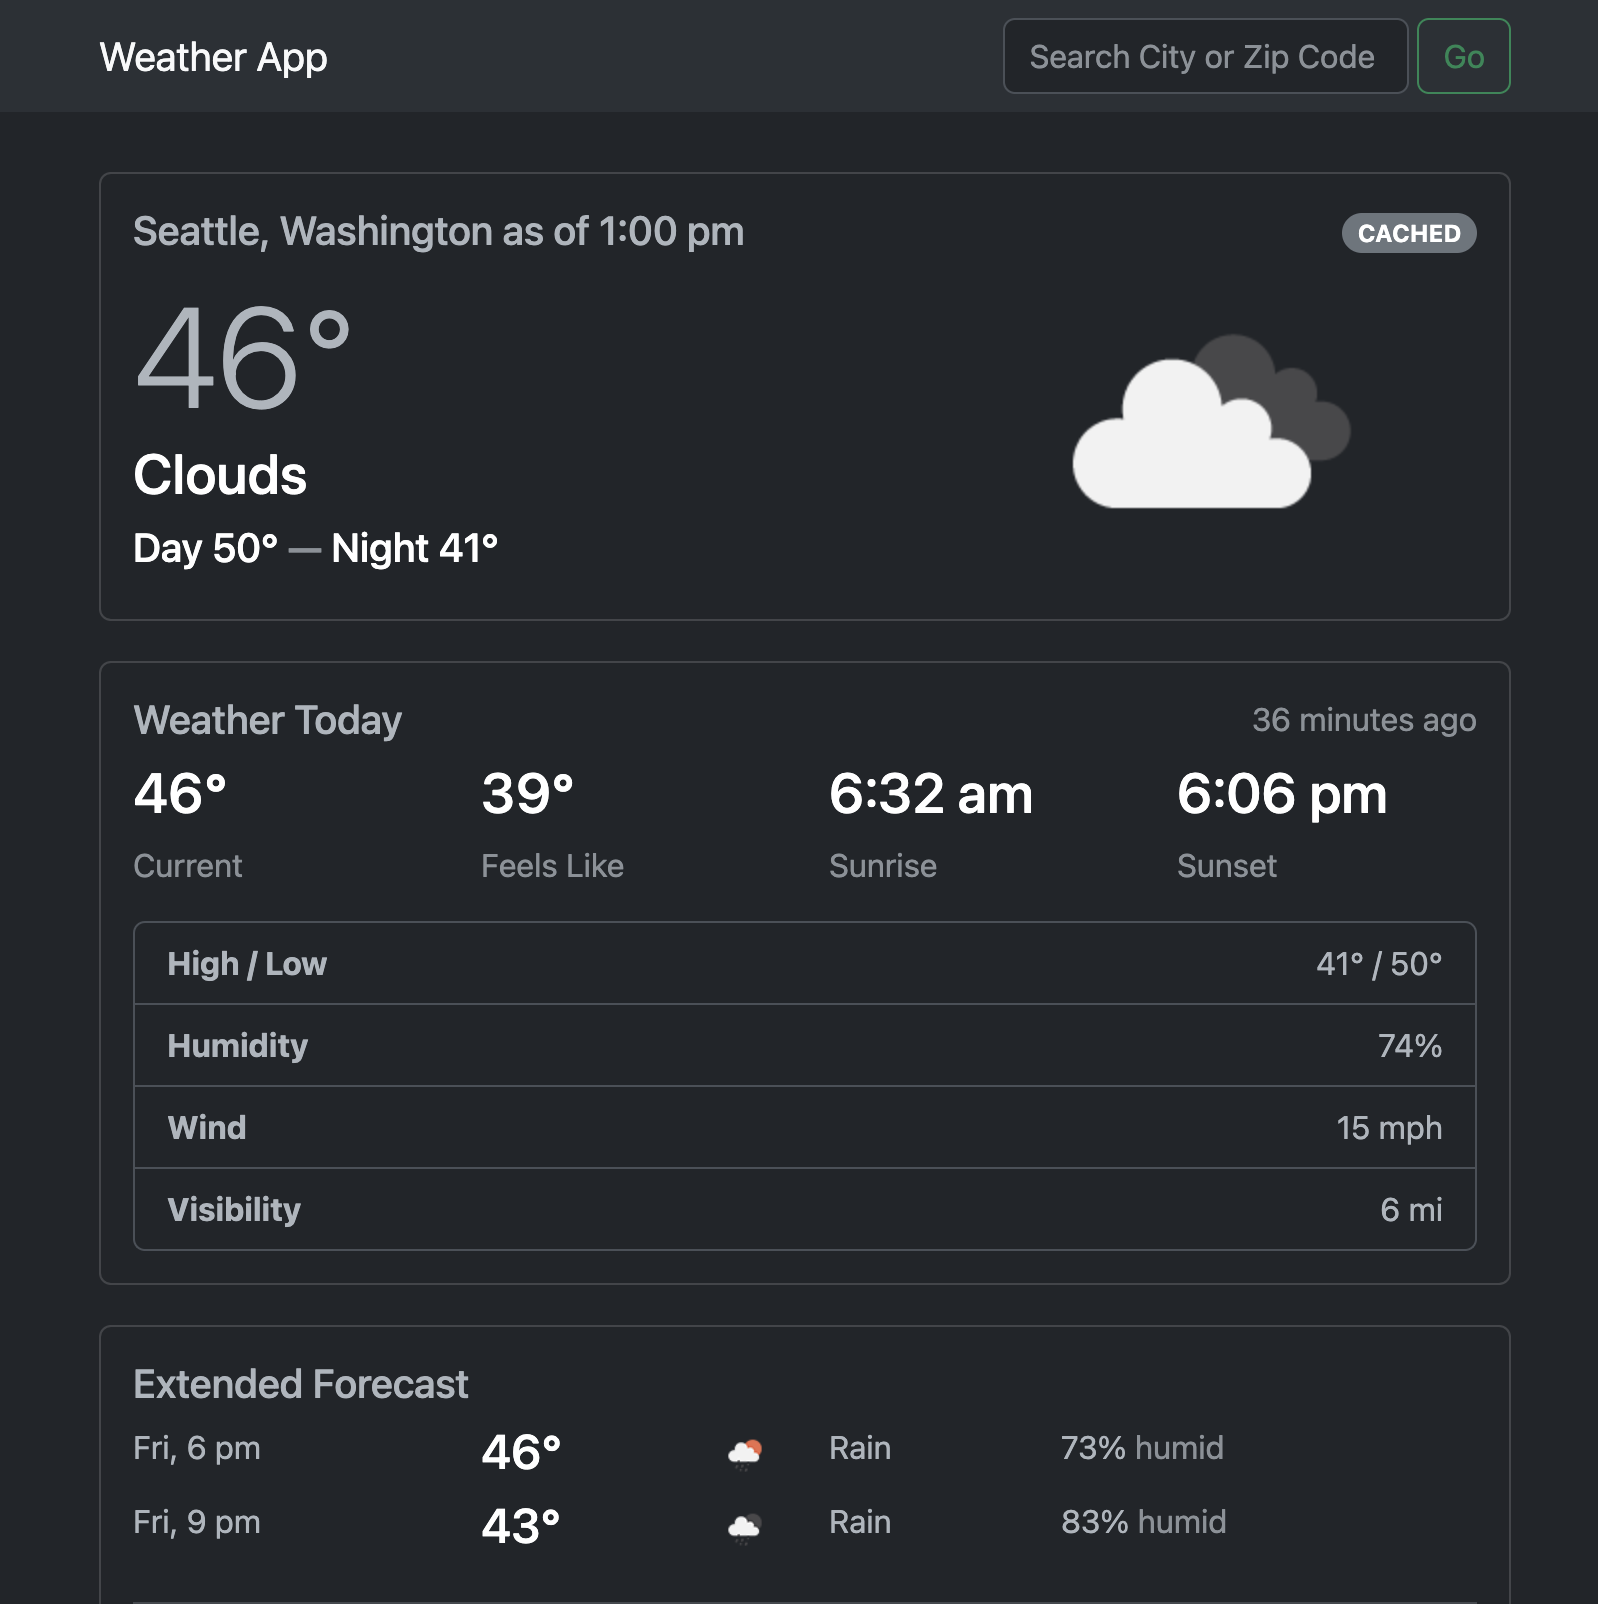 Weather App
Search City or Zip Code
Go
Seattle, Washington as of 1:00 pm
CACHED
46°
Clouds
Day 50° — Night 41°
Weather Today
36 minutes ago
46°
39°
6:32 am
6:06 pm
Current
Feels Like
Sunrise
Sunset
High / Low
41° / 50°
Humidity
74%
Wind
15 mph
Visibility
6 mi
Extended Forecast
Fri, 6 pm
46°
Rain
73% humid
Fri, 9 pm
43°
Rain
83% humid